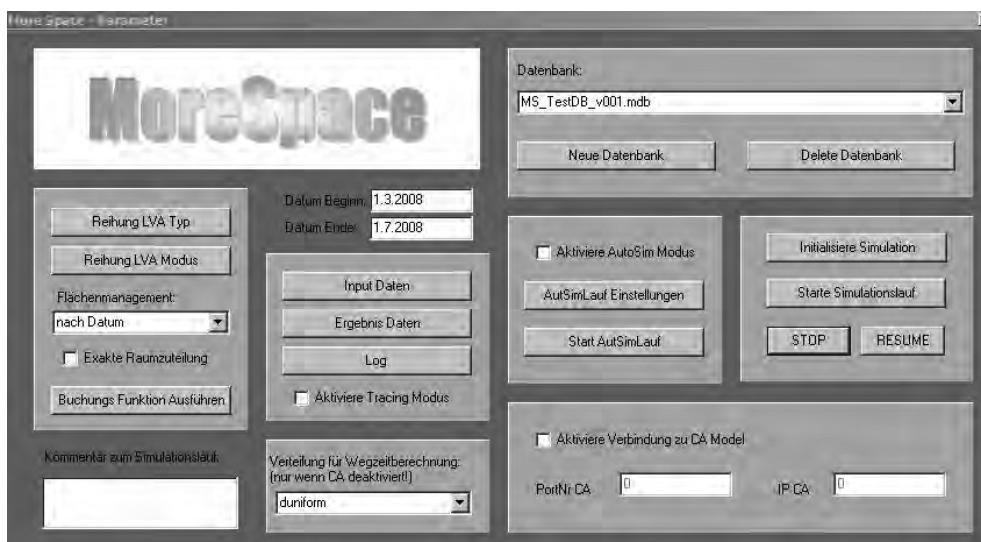 More Space - Parameter
MoreSpace
Datenbank:
MS_TestDB_v001.mdb
Neue Datenbank
Delete Datenbank
Reihung LVA Typ
Reihung LVA Modus
Flächenmanagement:
nach Datum
Exakte Raumzuteilung
Buchungs Funktion Ausführen
Datum Beginn: 1.3.2008
Datum Ende: 1.7.2008
Input Daten
Ergebnis Daten
Log
Aktiviere Tracing Modus
Aktiviere AutoSim Modus
AutSimLauf Einstellungen
Start AutSimLauf
Initialisiere Simulation
Starte Simulationslauf
STOP
RESUME
Kommentar zum Simulationslauf:
Verteilung für Wegzeitberechnung:
(nur wenn CA deaktiviert!)
duniform
Aktiviere Verbindung zu CA Model
PortNr CA 0
IP CA 0